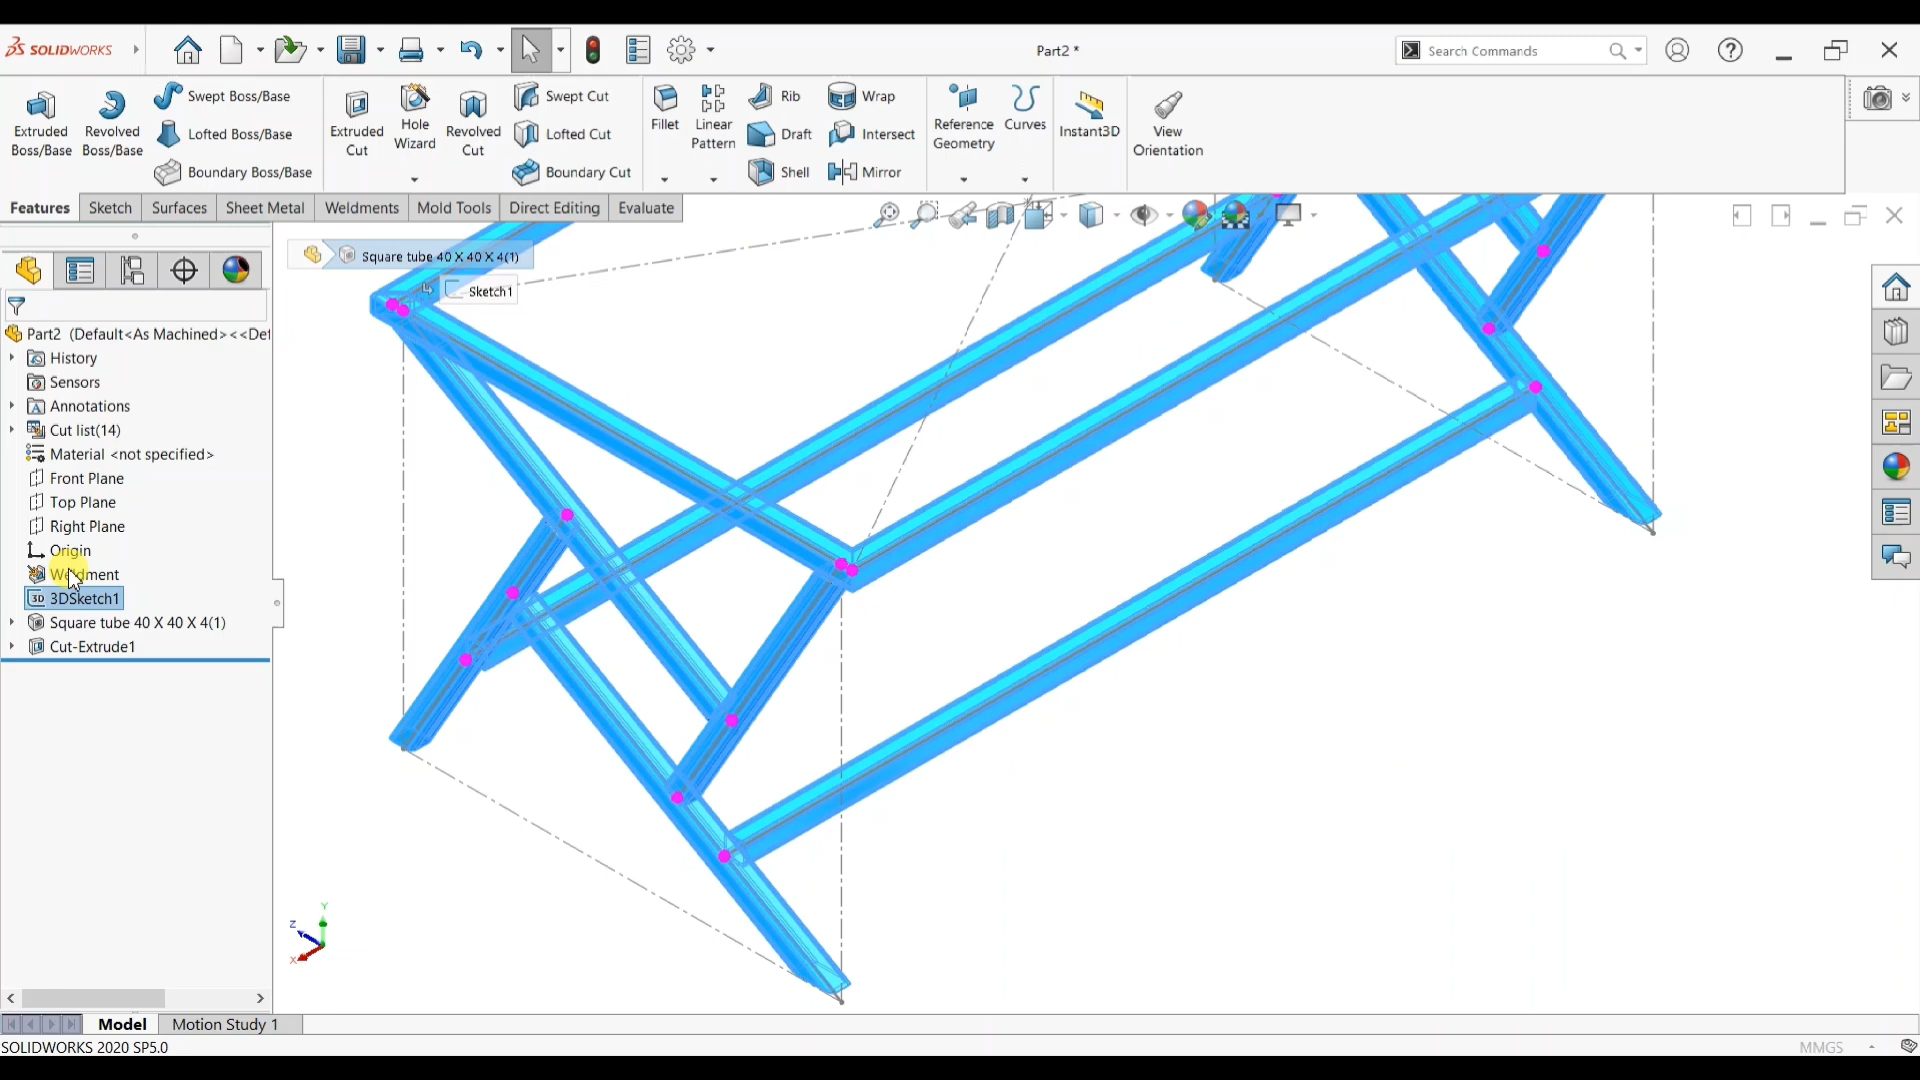 SOLIDWORKS
Part2 *
Search Commands
Extruded Boss/Base
Revolved Boss/Base
Swept Boss/Base
Lofted Boss/Base
Boundary Boss/Base
Extruded Cut
Hole Wizard
Revolved Cut
Swept Cut
Lofted Cut
Boundary Cut
Fillet
Linear Pattern
Rib
Draft
Shell
Wrap
Intersect
Mirror
Reference Geometry
Curves
Instant3D
View Orientation
Features
Sketch
Surfaces
Sheet Metal
Weldments
Mold Tools
Direct Editing
Evaluate
Square tube 40 X 40 X 4(1)
Sketch1
Part2 (Default<As Machined><<Def
History
Sensors
Annotations
Cut list(14)
Material <not specified>
Front Plane
Top Plane
Right Plane
Origin
Weldment
3D 3DSketch1
Square tube 40 X 40 X 4(1)
Cut-Extrude1
Y
Z
X
Model
Motion Study 1
SOLIDWORKS 2020 SP5.0
MMGS